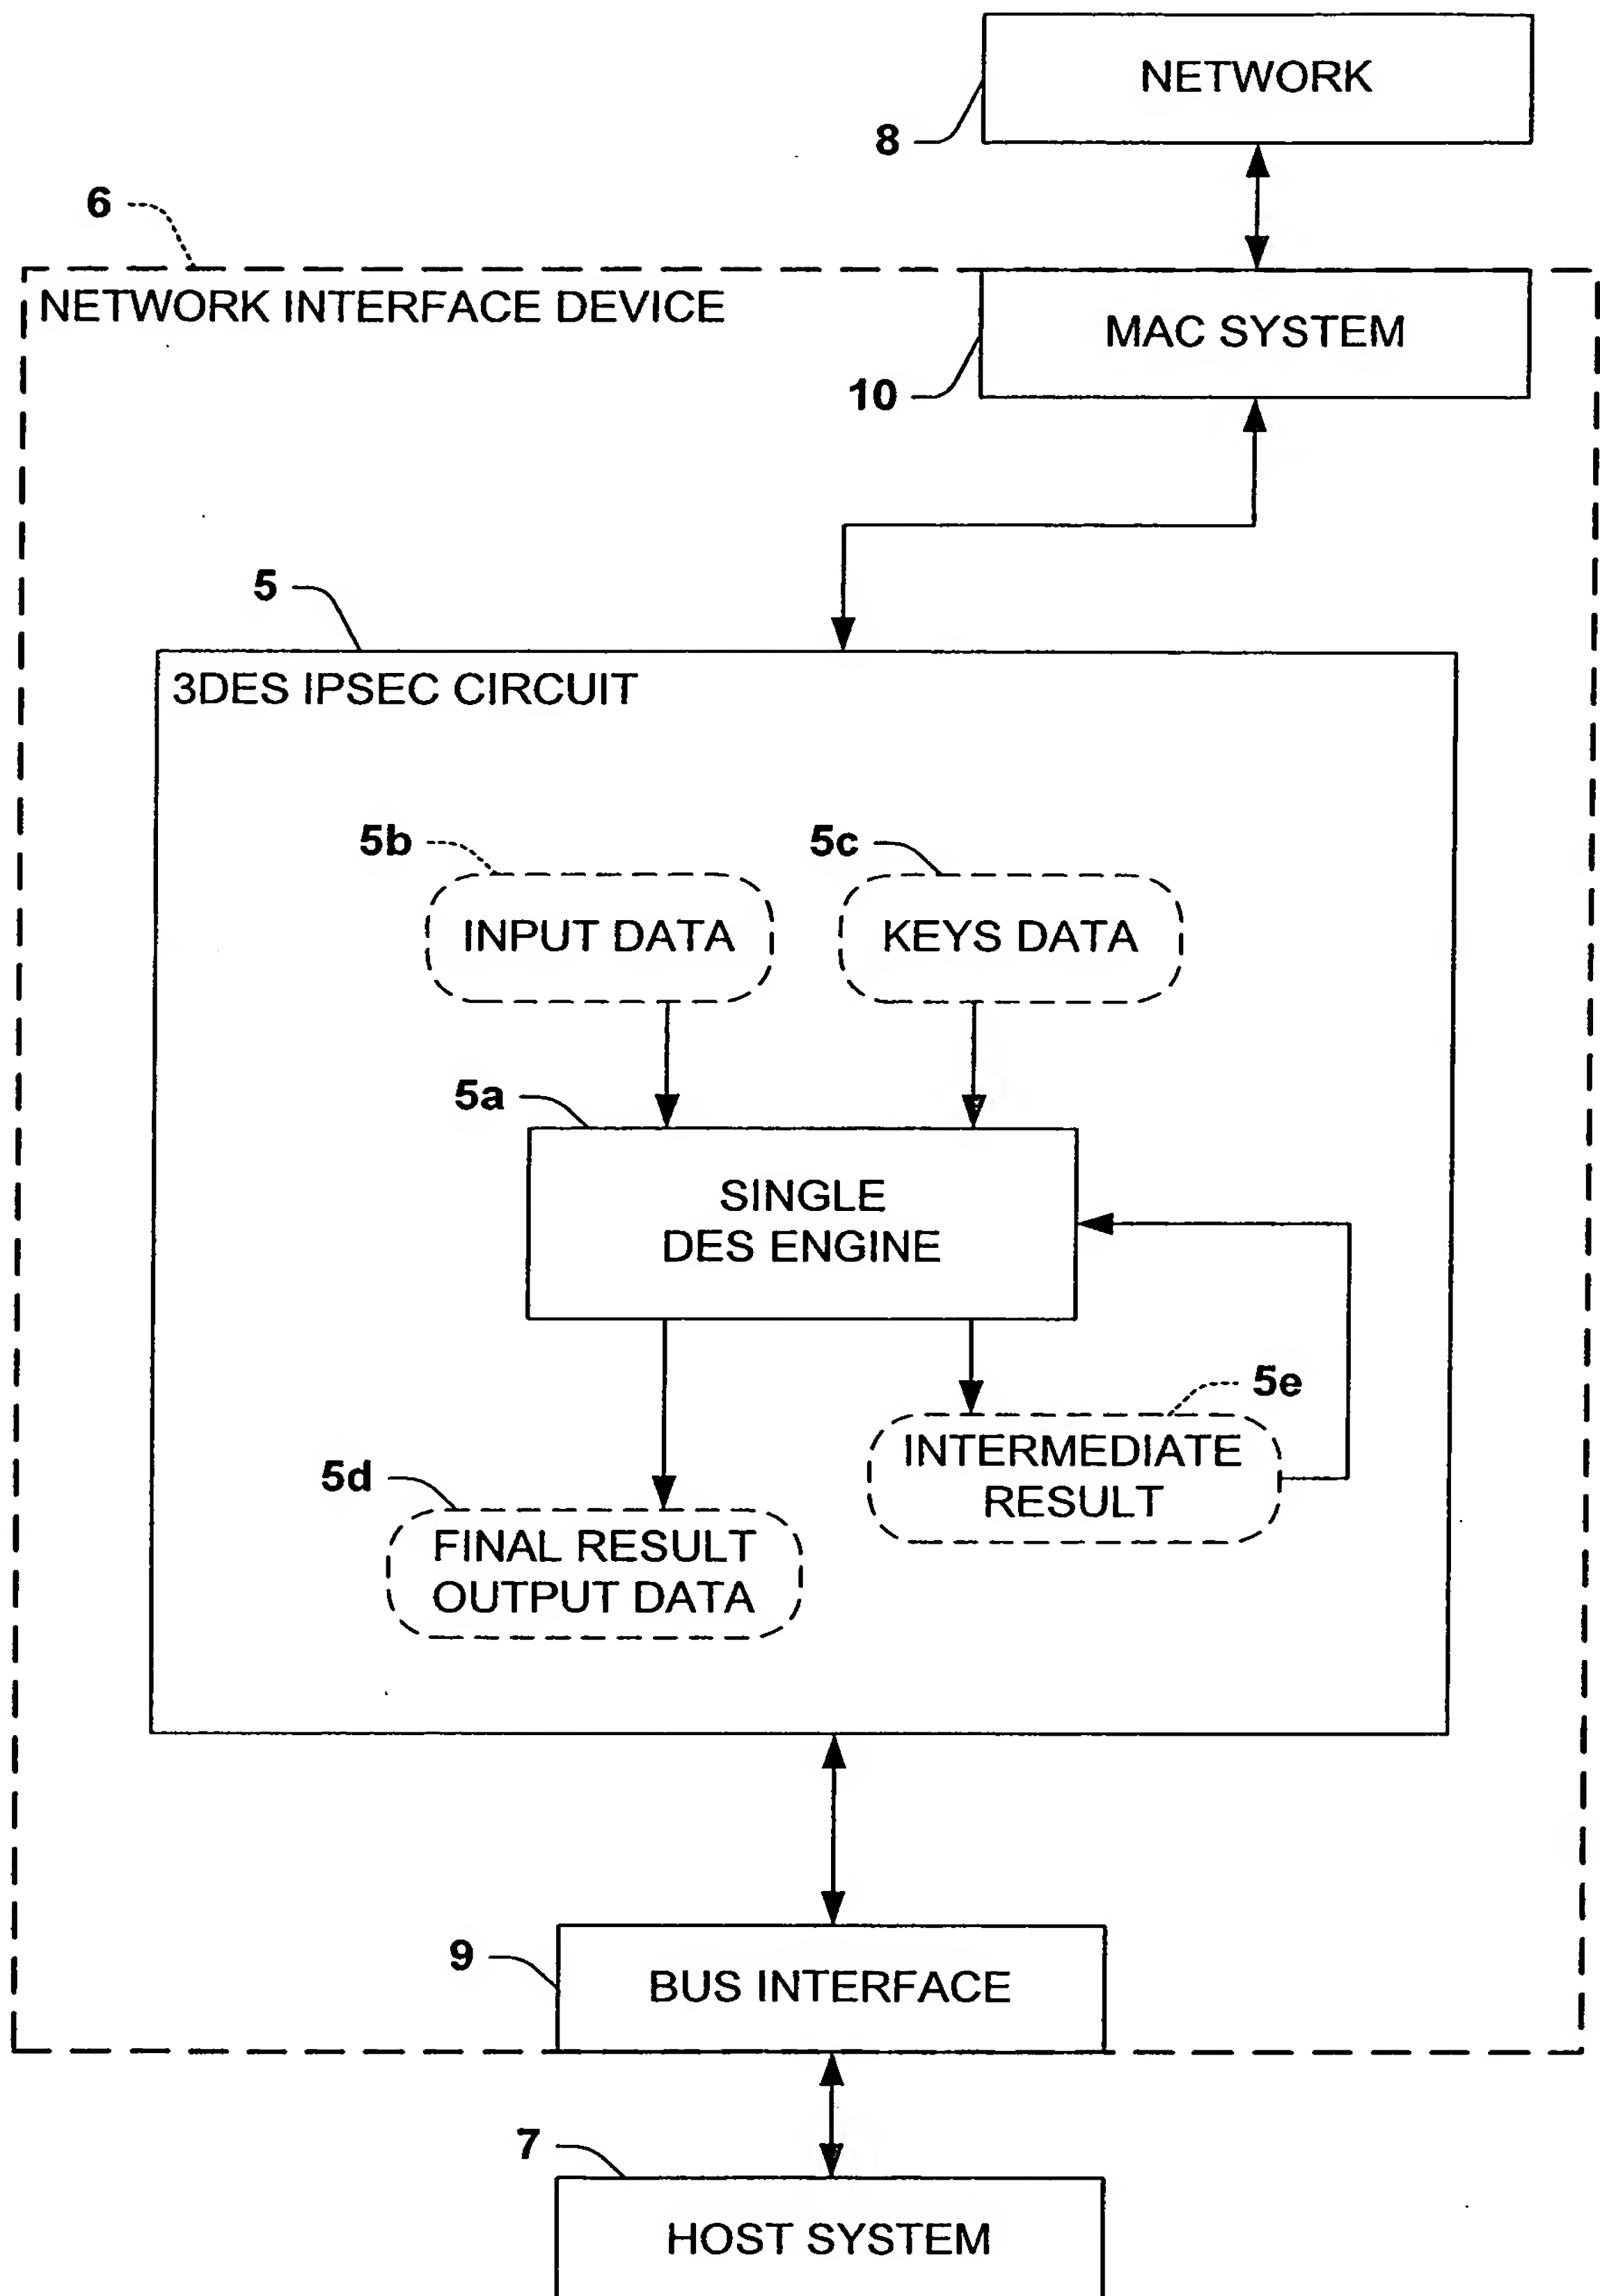 NETWORK
8
6
NETWORK INTERFACE DEVICE
MAC SYSTEM
10
5
3DES IPSEC CIRCUIT
5b
5c
INPUT DATA
KEYS DATA
5a
SINGLE
DES ENGINE
5e
INTERMEDIATE
RESULT
5d
FINAL RESULT
OUTPUT DATA
9
BUS INTERFACE
7
HOST SYSTEM